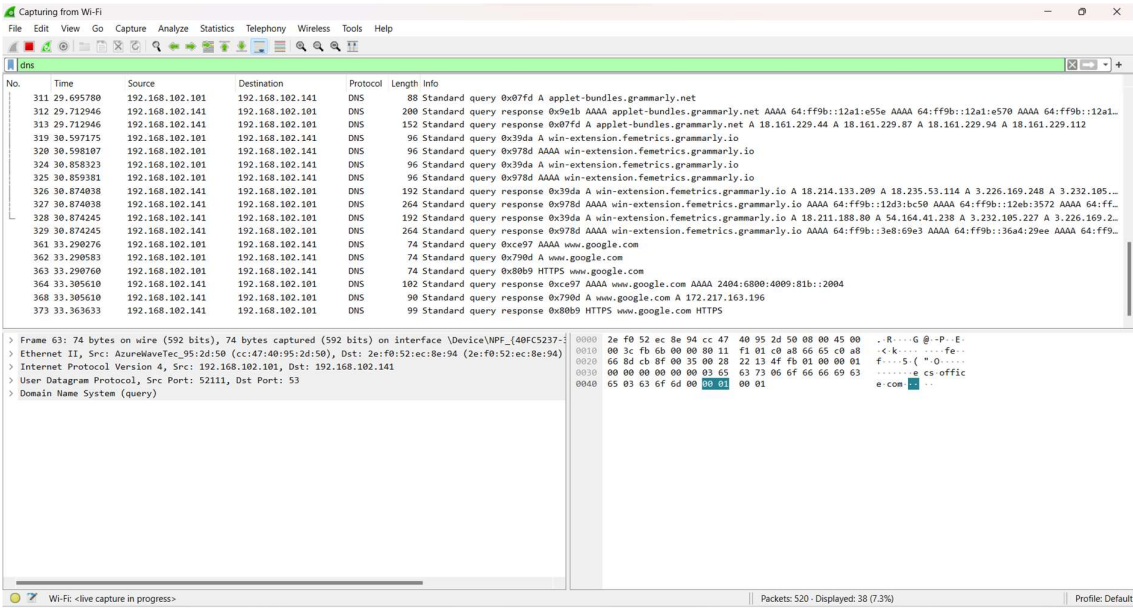 Capturing from Wi-Fi
File Edit View Go Capture Analyze Statistics Telephony Wireless Tools Help
dns
No. Time Source Destination Protocol Length Info
311 29.695780 192.168.102.101 192.168.102.141 DNS 88 Standard query 0x07fd A applet-bundles.grammarly.net
312 29.712946 192.168.102.141 192.168.102.101 DNS 200 Standard query response 0x9e1b AAAA applet-bundles.grammarly.net AAAA 64:ff9b::12a1:e55e AAAA 64:ff9b::12a1:e570 AAAA 64:ff9b::12a1…
313 29.712946 192.168.102.141 192.168.102.101 DNS 152 Standard query response 0x07fd A applet-bundles.grammarly.net A 18.161.229.44 A 18.161.229.87 A 18.161.229.94 A 18.161.229.112
319 30.597175 192.168.102.101 192.168.102.141 DNS 96 Standard query 0x39da A win-extension.femetrics.grammarly.io
320 30.598107 192.168.102.101 192.168.102.141 DNS 96 Standard query 0x978d AAAA win-extension.femetrics.grammarly.io
324 30.858323 192.168.102.101 192.168.102.141 DNS 96 Standard query 0x39da A win-extension.femetrics.grammarly.io
325 30.859381 192.168.102.101 192.168.102.141 DNS 96 Standard query 0x978d AAAA win-extension.femetrics.grammarly.io
326 30.874038 192.168.102.141 192.168.102.101 DNS 192 Standard query response 0x39da A win-extension.femetrics.grammarly.io A 18.214.133.209 A 18.235.53.114 A 3.226.169.248 A 3.232.105.…
327 30.874038 192.168.102.141 192.168.102.101 DNS 264 Standard query response 0x978d AAAA win-extension.femetrics.grammarly.io AAAA 64:ff9b::12d3:bc50 AAAA 64:ff9b::12eb:3572 AAAA 64:ff…
328 30.874245 192.168.102.141 192.168.102.101 DNS 192 Standard query response 0x39da A win-extension.femetrics.grammarly.io A 18.211.188.80 A 54.164.41.238 A 3.232.105.227 A 3.226.169.2…
329 30.874245 192.168.102.141 192.168.102.101 DNS 264 Standard query response 0x978d AAAA win-extension.femetrics.grammarly.io AAAA 64:ff9b::3e8:69e3 AAAA 64:ff9b::36a4:29ee AAAA 64:ff9…
361 33.290276 192.168.102.101 192.168.102.141 DNS 74 Standard query 0xce97 AAAA www.google.com
362 33.290583 192.168.102.101 192.168.102.141 DNS 74 Standard query 0x790d A www.google.com
363 33.290760 192.168.102.101 192.168.102.141 DNS 74 Standard query 0x80b9 HTTPS www.google.com
364 33.305610 192.168.102.141 192.168.102.101 DNS 102 Standard query response 0xce97 AAAA www.google.com AAAA 2404:6800:4009:81b::2004
368 33.305610 192.168.102.141 192.168.102.101 DNS 90 Standard query response 0x790d A www.google.com A 172.217.163.196
373 33.363633 192.168.102.141 192.168.102.101 DNS 99 Standard query response 0x80b9 HTTPS www.google.com HTTPS
Frame 63: 74 bytes on wire (592 bits), 74 bytes captured (592 bits) on interface \Device\NPF_{40FC5237-3
Ethernet II, Src: AzureWaveTec_95:2d:50 (cc:47:40:95:2d:50), Dst: 2e:f0:52:ec:8e:94 (2e:f0:52:ec:8e:94)
Internet Protocol Version 4, Src: 192.168.102.101, Dst: 192.168.102.141
User Datagram Protocol, Src Port: 52111, Dst Port: 53
Domain Name System (query)
0000 2e f0 52 ec 8e 94 cc 47 40 95 2d 50 08 00 45 00 .·R····G @·-P··E·
0010 00 3c fb 6b 00 00 80 11 f1 01 c0 a8 66 65 c0 a8 ·<·k···· ····fe··
0020 66 8d cb 8f 00 35 00 28 22 13 4f fb 01 00 00 01 f····5·( "·O·····
0030 00 00 00 00 00 00 03 65 63 73 06 6f 66 66 69 63 ·······e cs·offic
0040 65 03 63 6f 6d 00 00 01 00 01 e·com··· ··
Wi-Fi: <live capture in progress> Packets: 520 · Displayed: 38 (7.3%) Profile: Default